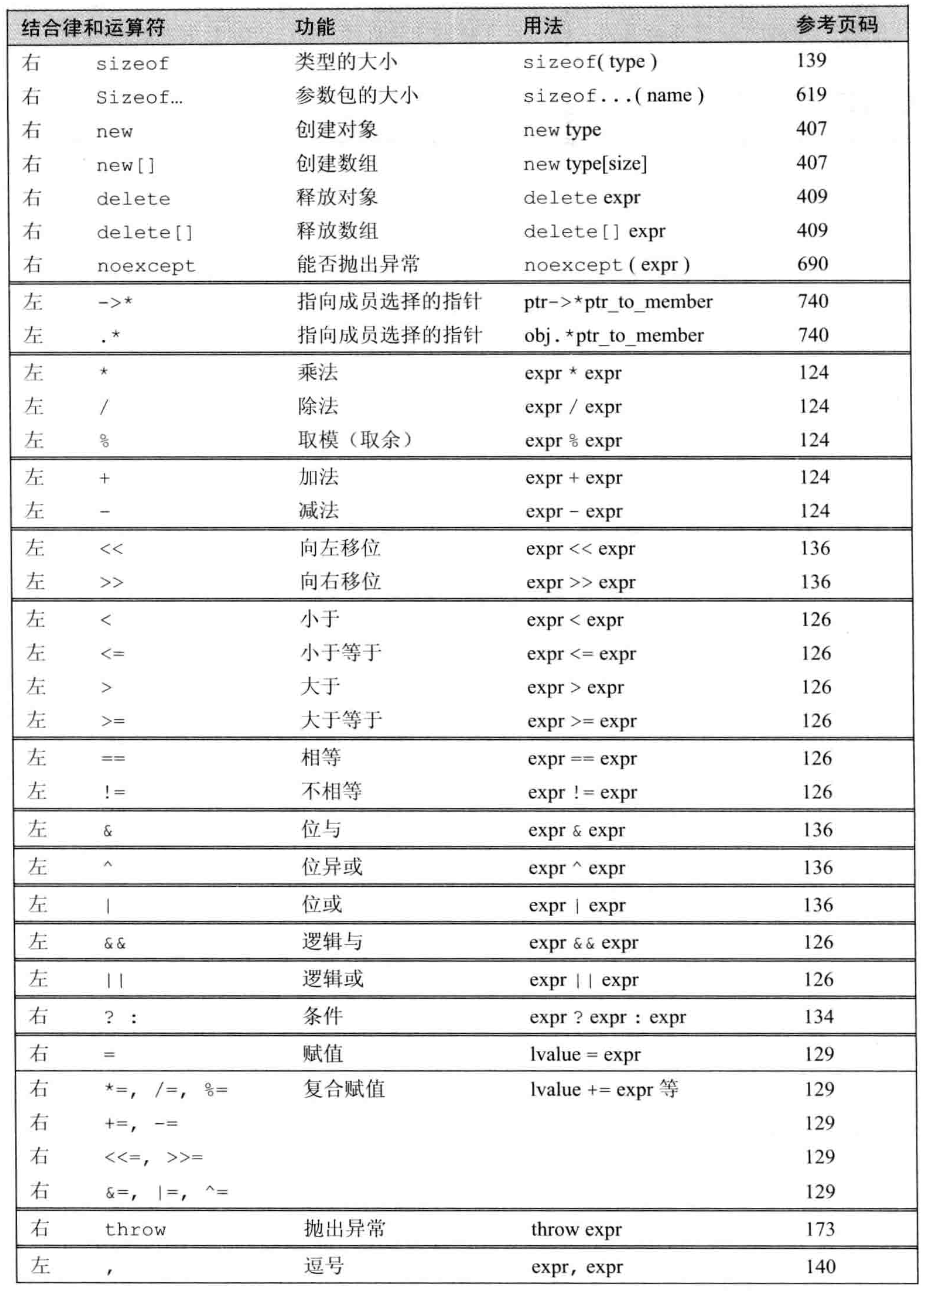 结合律和运算符 功能 用法 参考页码
右 sizeof 类型的大小 sizeof( type ) 139
右 Sizeof… 参数包的大小 sizeof...( name ) 619
右 new 创建对象 new type 407
右 new[] 创建数组 new type[size] 407
右 delete 释放对象 delete expr 409
右 delete[] 释放数组 delete[] expr 409
右 noexcept 能否抛出异常 noexcept ( expr ) 690
左 ->* 指向成员选择的指针 ptr->*ptr_to_member 740
左 .* 指向成员选择的指针 obj.*ptr_to_member 740
左 * 乘法 expr * expr 124
左 / 除法 expr / expr 124
左 % 取模（取余） expr % expr 124
左 + 加法 expr + expr 124
左 - 减法 expr - expr 124
左 << 向左移位 expr << expr 136
左 >> 向右移位 expr >> expr 136
左 < 小于 expr < expr 126
左 <= 小于等于 expr <= expr 126
左 > 大于 expr > expr 126
左 >= 大于等于 expr >= expr 126
左 == 相等 expr == expr 126
左 != 不相等 expr != expr 126
左 & 位与 expr & expr 136
左 ^ 位异或 expr ^ expr 136
左 | 位或 expr | expr 136
左 && 逻辑与 expr && expr 126
左 || 逻辑或 expr || expr 126
右 ? : 条件 expr ? expr : expr 134
右 = 赋值 lvalue = expr 129
右 *=, /=, %= 复合赋值 lvalue += expr 等 129
右 +=, -= 129
右 <<=, >>= 129
右 &=, |=, ^= 129
右 throw 抛出异常 throw expr 173
左 , 逗号 expr, expr 140